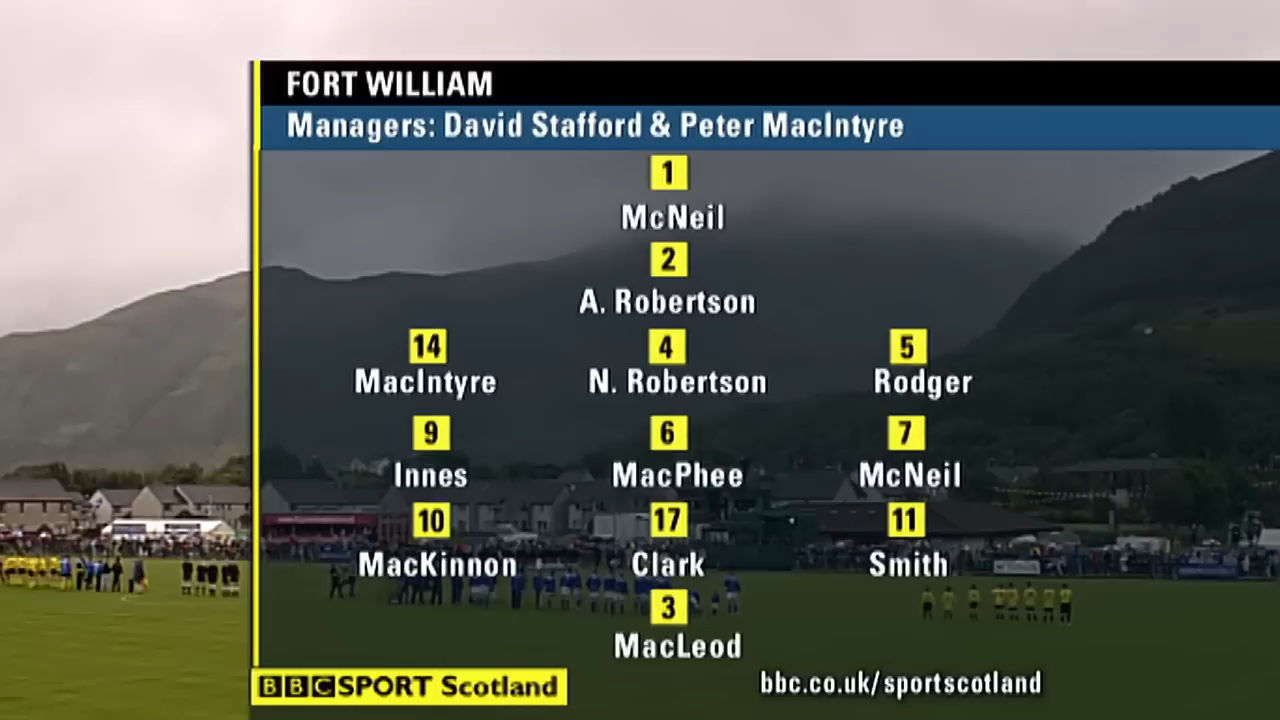 FORT WILLIAM
Managers: David Stafford & Peter MacIntyre
1
McNeil
2
A. Robertson
14 4 5
MacIntyre N. Robertson Rodger
9 6 7
Innes MacPhee McNeil
10 17 11
MacKinnon Clark Smith
3
MacLeod
BBC SPORT Scotland bbc.co.uk/sportscotland